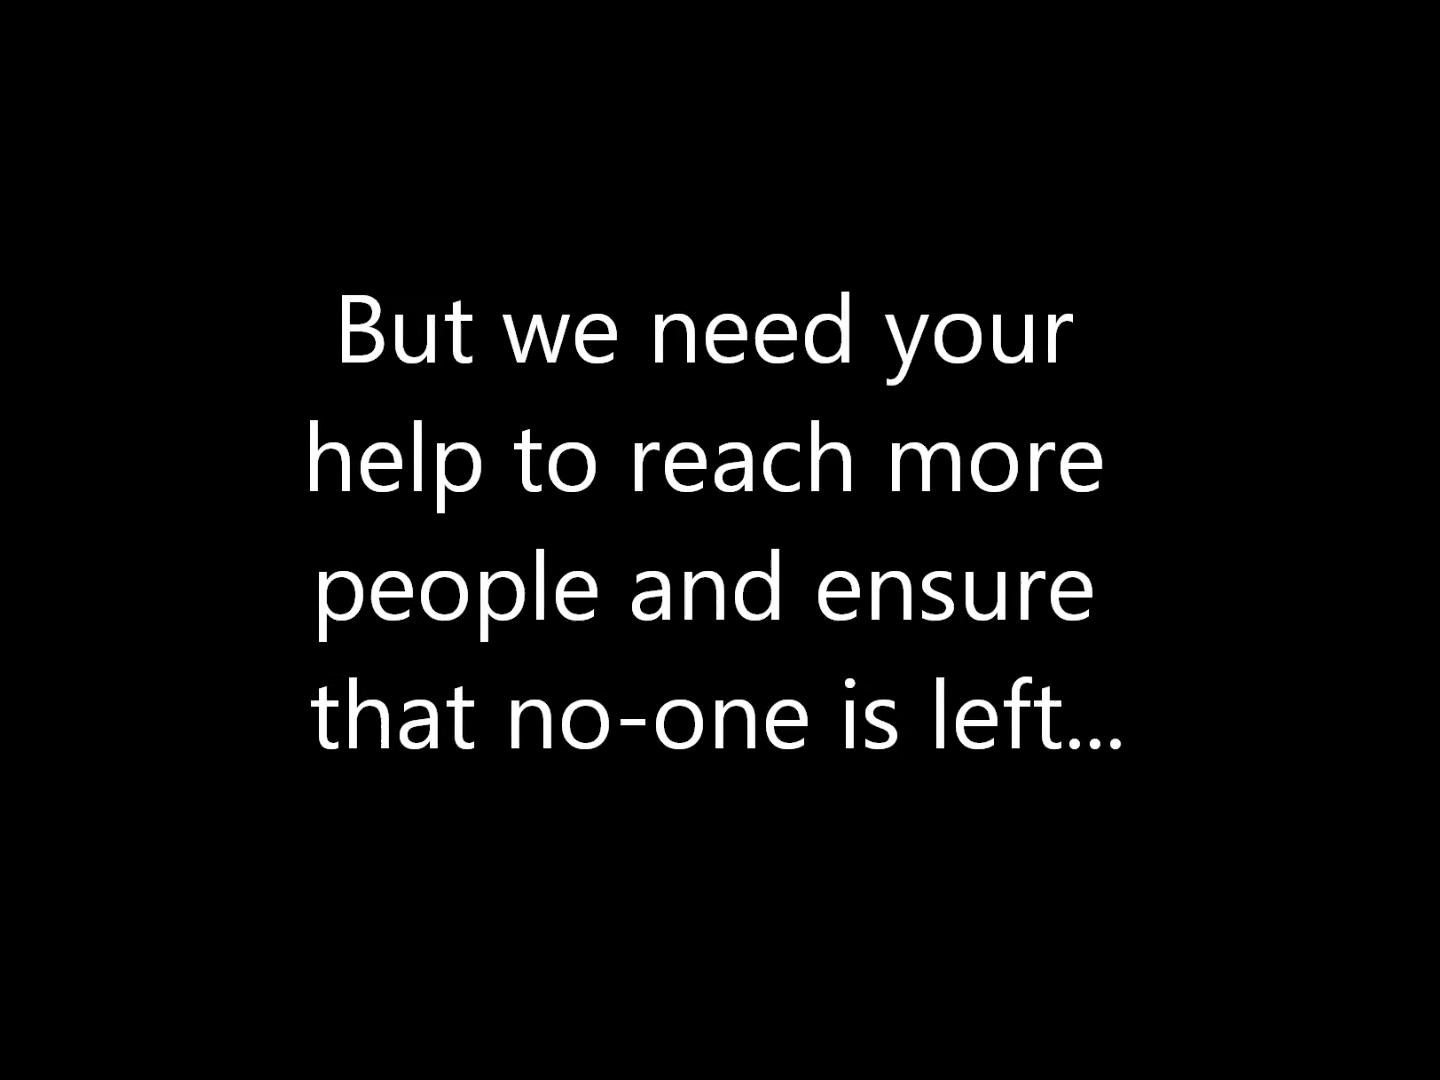 But we need your
help to reach more
people and ensure
that no-one is left...